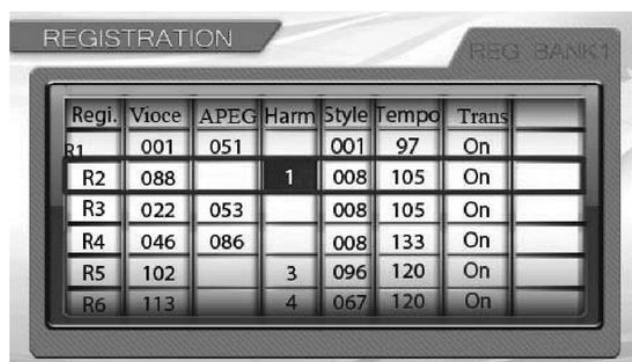 REGISTRATION
REG BANK1
Regi. Vioce APEG Harm Style Tempo Trans
R1 001 051 001 97 On
R2 088 1 008 105 On
R3 022 053 008 105 On
R4 046 086 008 133 On
R5 102 3 096 120 On
R6 113 4 067 120 On